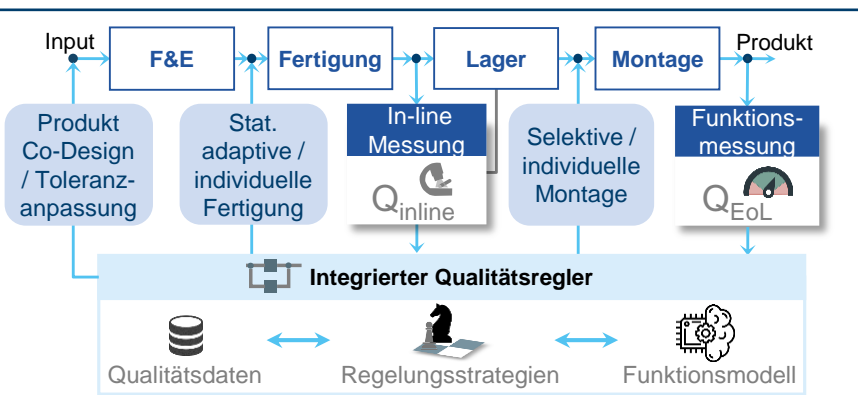 Input
F&E
Fertigung
Lager
Montage
Produkt
Produkt
Co-Design
/ Toleranz-
anpassung
Stat.
adaptive /
individuelle
Fertigung
In-line
Messung
Qinline
Selektive /
individuelle
Montage
Funktions-
messung
QEoL
Integrierter Qualitätsregler
Qualitätsdaten
Regelungsstrategien
Funktionsmodell